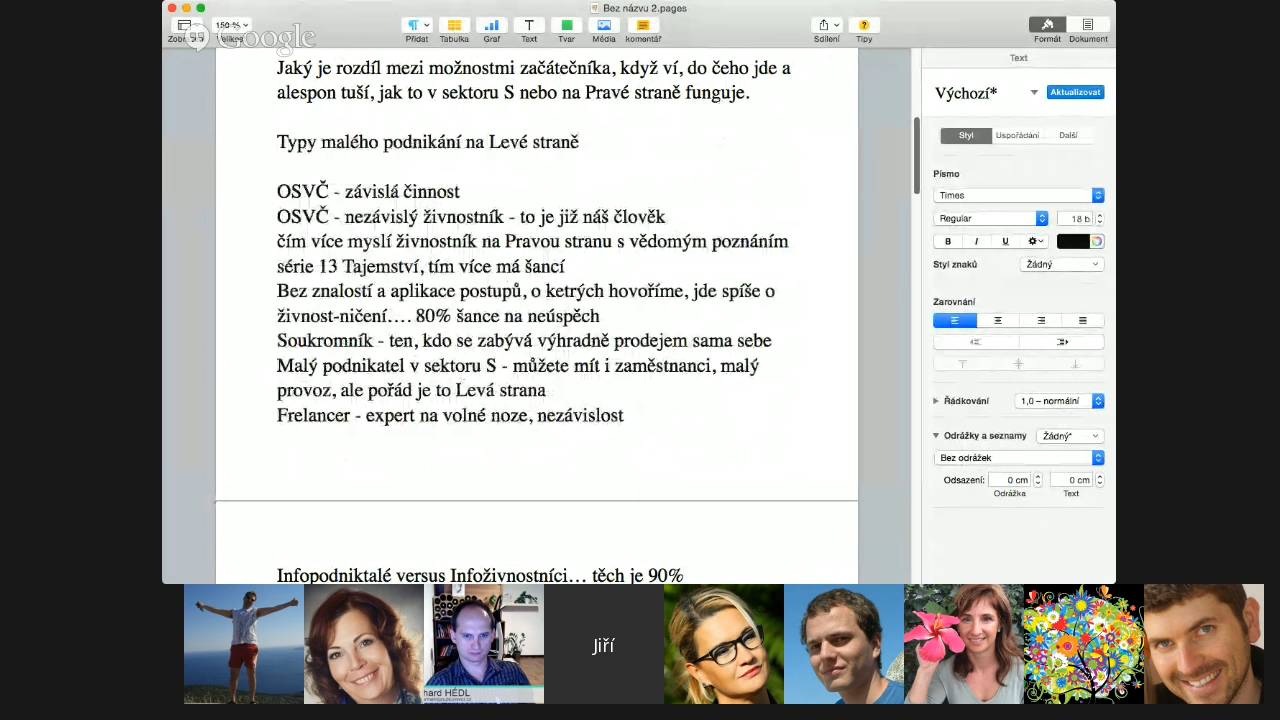 Bez názvu 2.pages
150 %
Google
Přidat
Tabulka
Graf
Text
Tvar
Média
komentář
Sdílení
Tipy
Formát
Dokument
Jaký je rozdíl mezi možnostmi začátečníka, když ví, do čeho jde a
alespon tuší, jak to v sektoru S nebo na Pravé straně funguje.
Typy malého podnikání na Levé straně
OSVČ - závislá činnost
OSVČ - nezávislý živnostník - to je již náš člověk
čím více myslí živnostník na Pravou stranu s vědomým poznáním
série 13 Tajemství, tím více má šancí
Bez znalostí a aplikace postupů, o ketrých hovoříme, jde spíše o
živnost-ničení…. 80% šance na neúspěch
Soukromník - ten, kdo se zabývá výhradně prodejem sama sebe
Malý podnikatel v sektoru S - můžete mít i zaměstnanci, malý
provoz, ale pořád je to Levá strana
Frelancer - expert na volné noze, nezávislost
Infopodniktalé versus Infoživnostníci… těch je 90%
Text
Výchozí*
Aktualizovat
Styl
Uspořádání
Další
Písmo
Times
Regular
18 b
B I U
Styl znaků
Žádný
Zarovnání
Řádkování
1,0 – normální
Odrážky a seznamy
Žádný*
Bez odrážek
Odsazení:
0 cm
0 cm
Odrážka
Text
hard HÉDL
Jiří